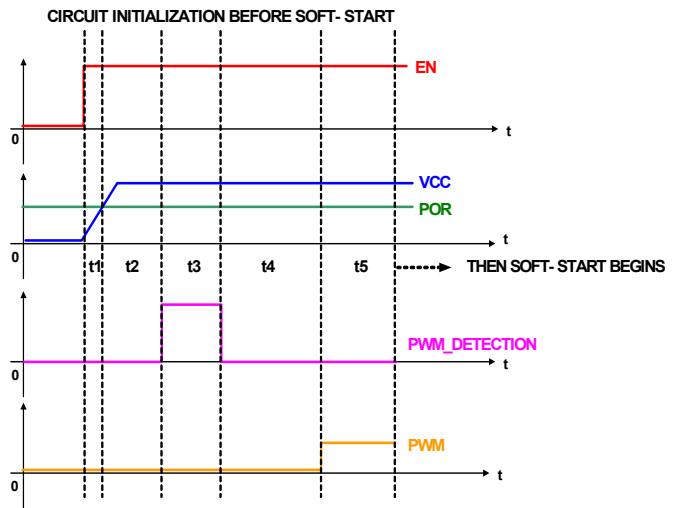 CIRCUIT INITIALIZATION BEFORE SOFT- START
EN
t
0
VCC
POR
t
0
t1 t2 t3 t4 t5 THEN SOFT- START BEGINS
PWM_DETECTION
t
0
PWM
t
0